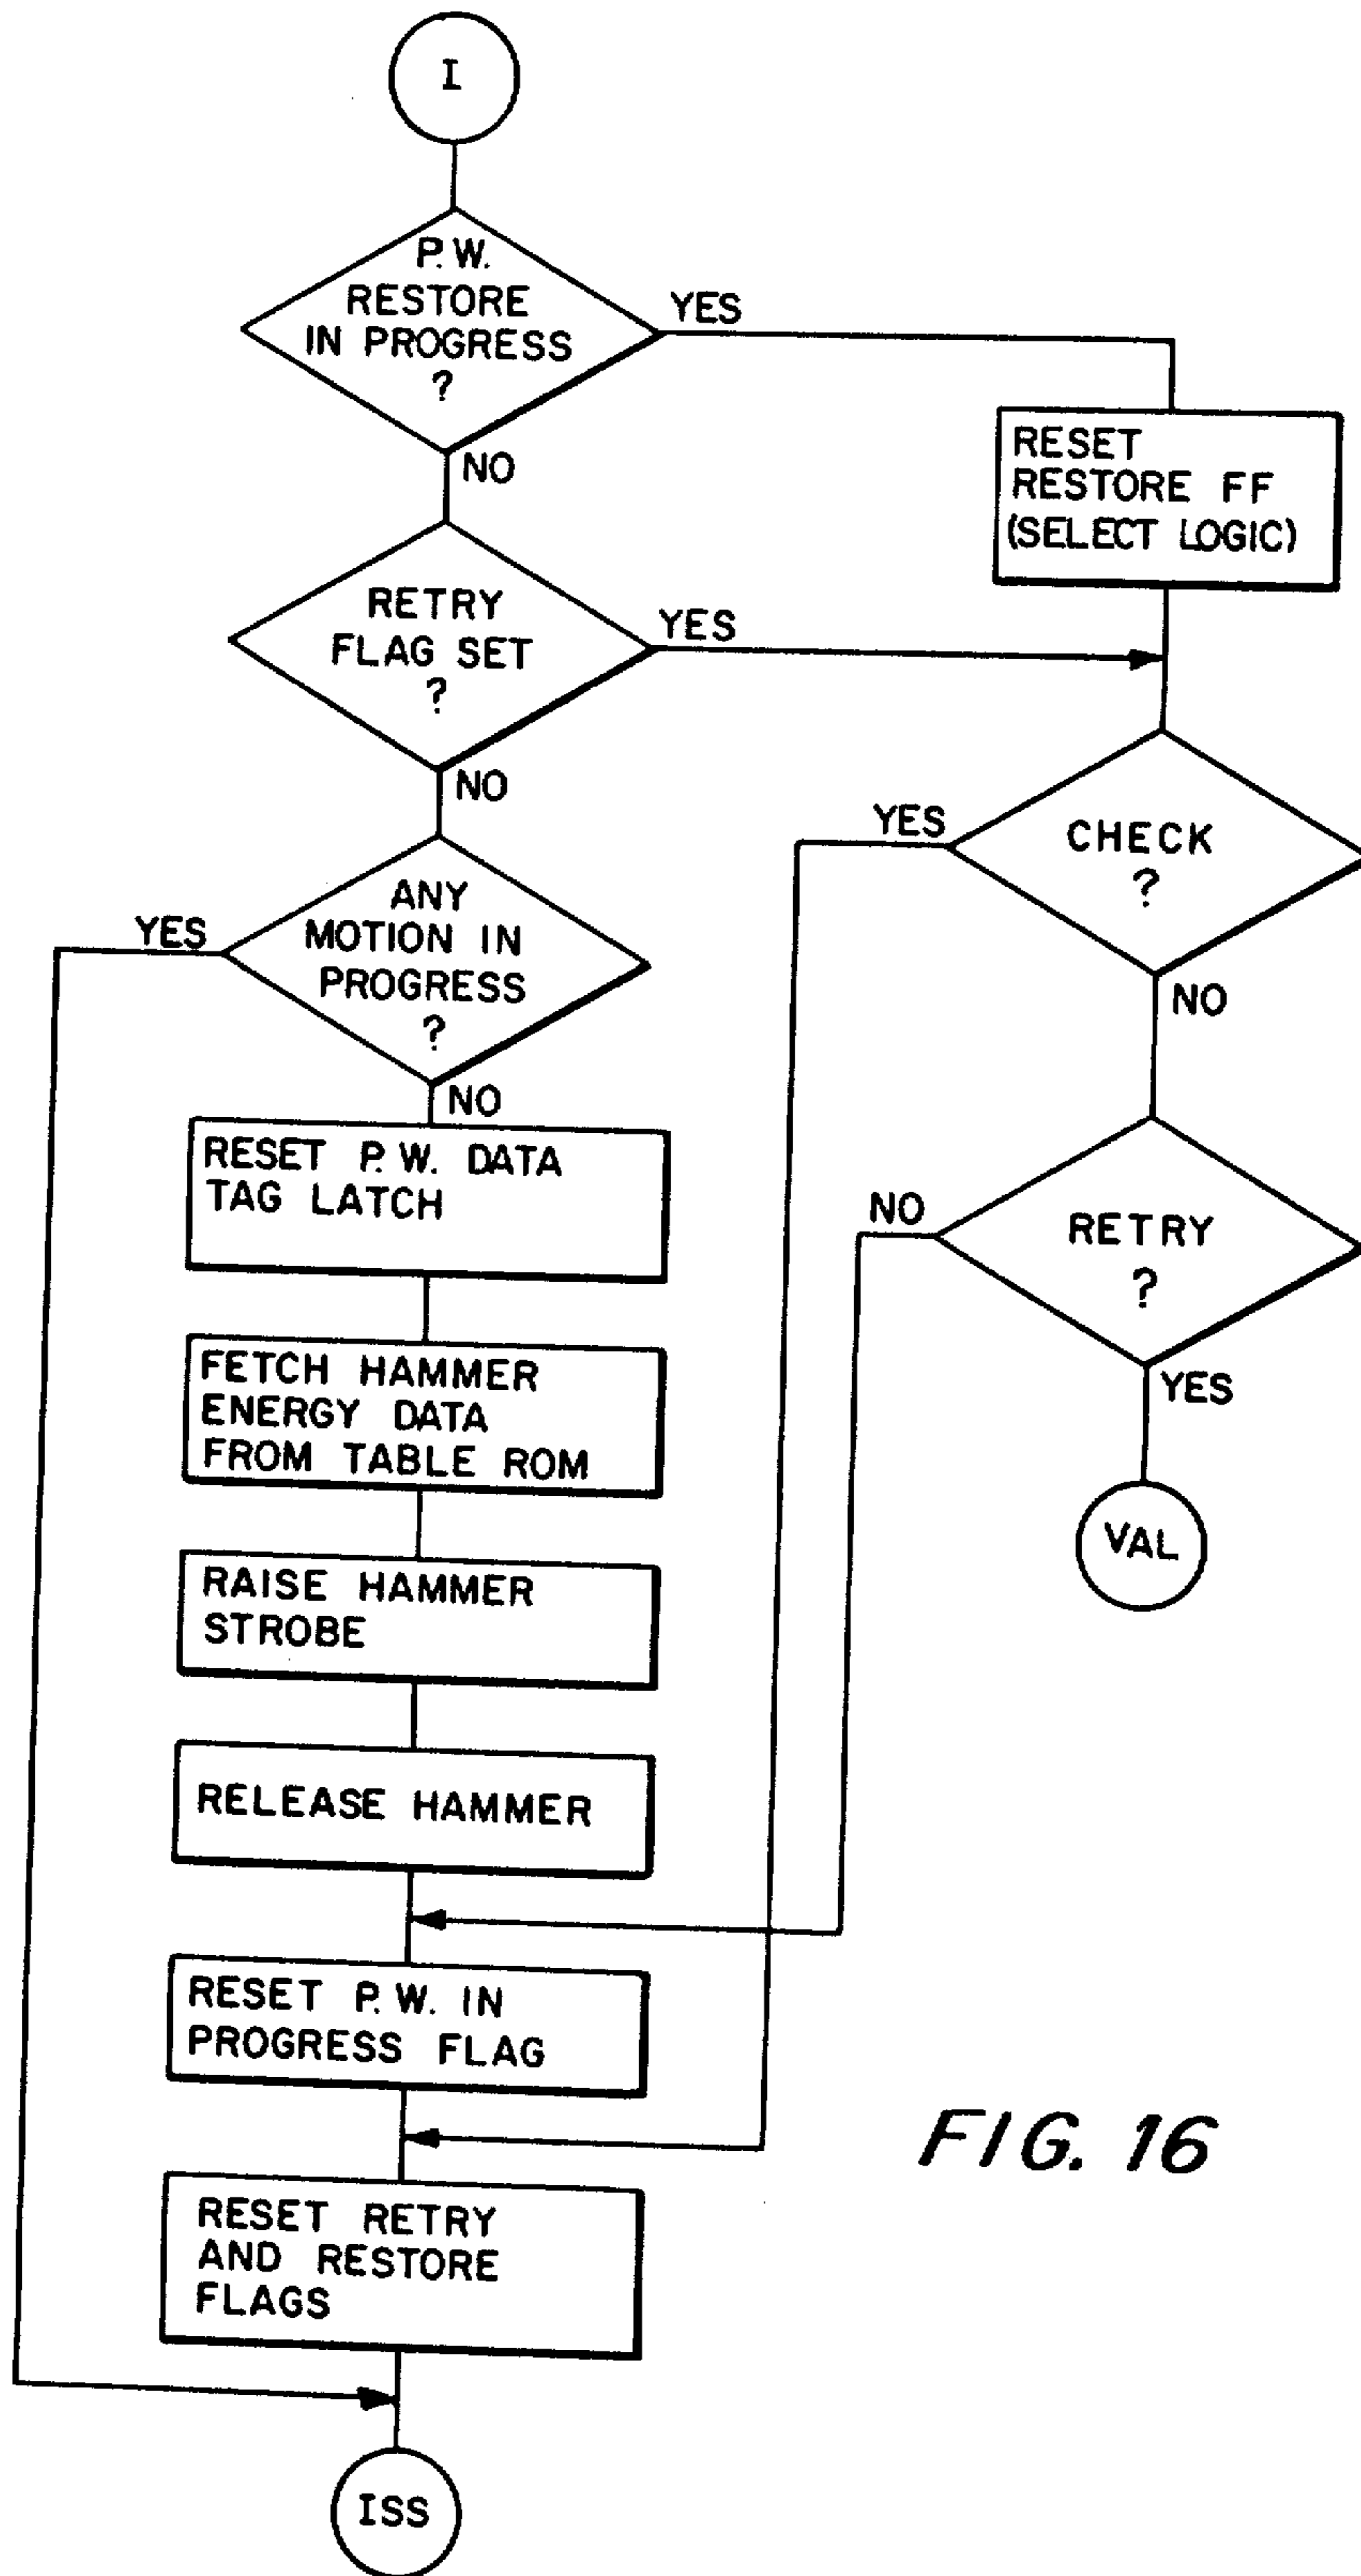 I
P.W.
RESTORE
IN PROGRESS
?
YES
NO
RESET
RESTORE FF
(SELECT LOGIC)
RETRY
FLAG SET
?
YES
NO
CHECK
?
YES
NO
ANY
MOTION IN
PROGRESS
?
YES
NO
RESET P.W. DATA
TAG LATCH
RETRY
?
NO
YES
VAL
FETCH HAMMER
ENERGY DATA
FROM TABLE ROM
RAISE HAMMER
STROBE
RELEASE HAMMER
RESET P.W. IN
PROGRESS FLAG
RESET RETRY
AND RESTORE
FLAGS
ISS
FIG. 16